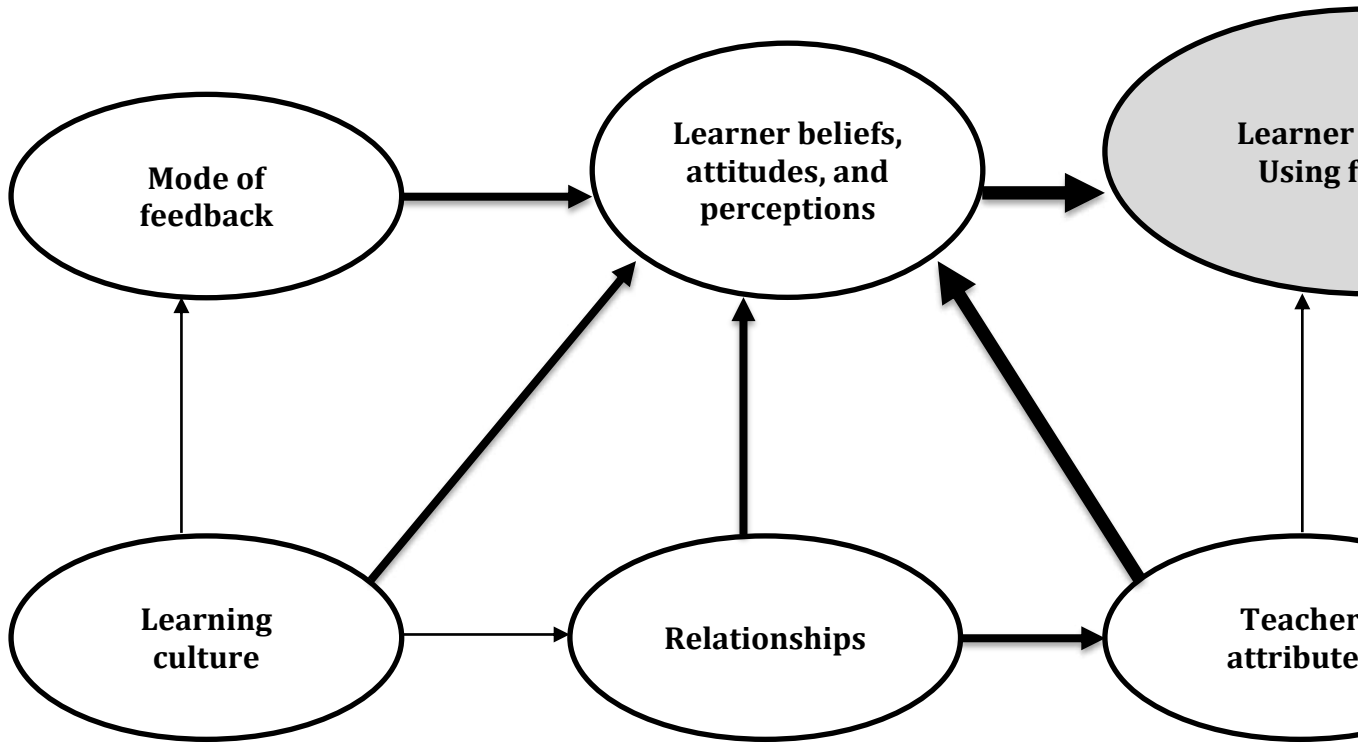 Mode of
feedback
Learner beliefs,
attitudes, and
perceptions
Learner
Using f
Learning
culture
Relationships
Teacher
attribute